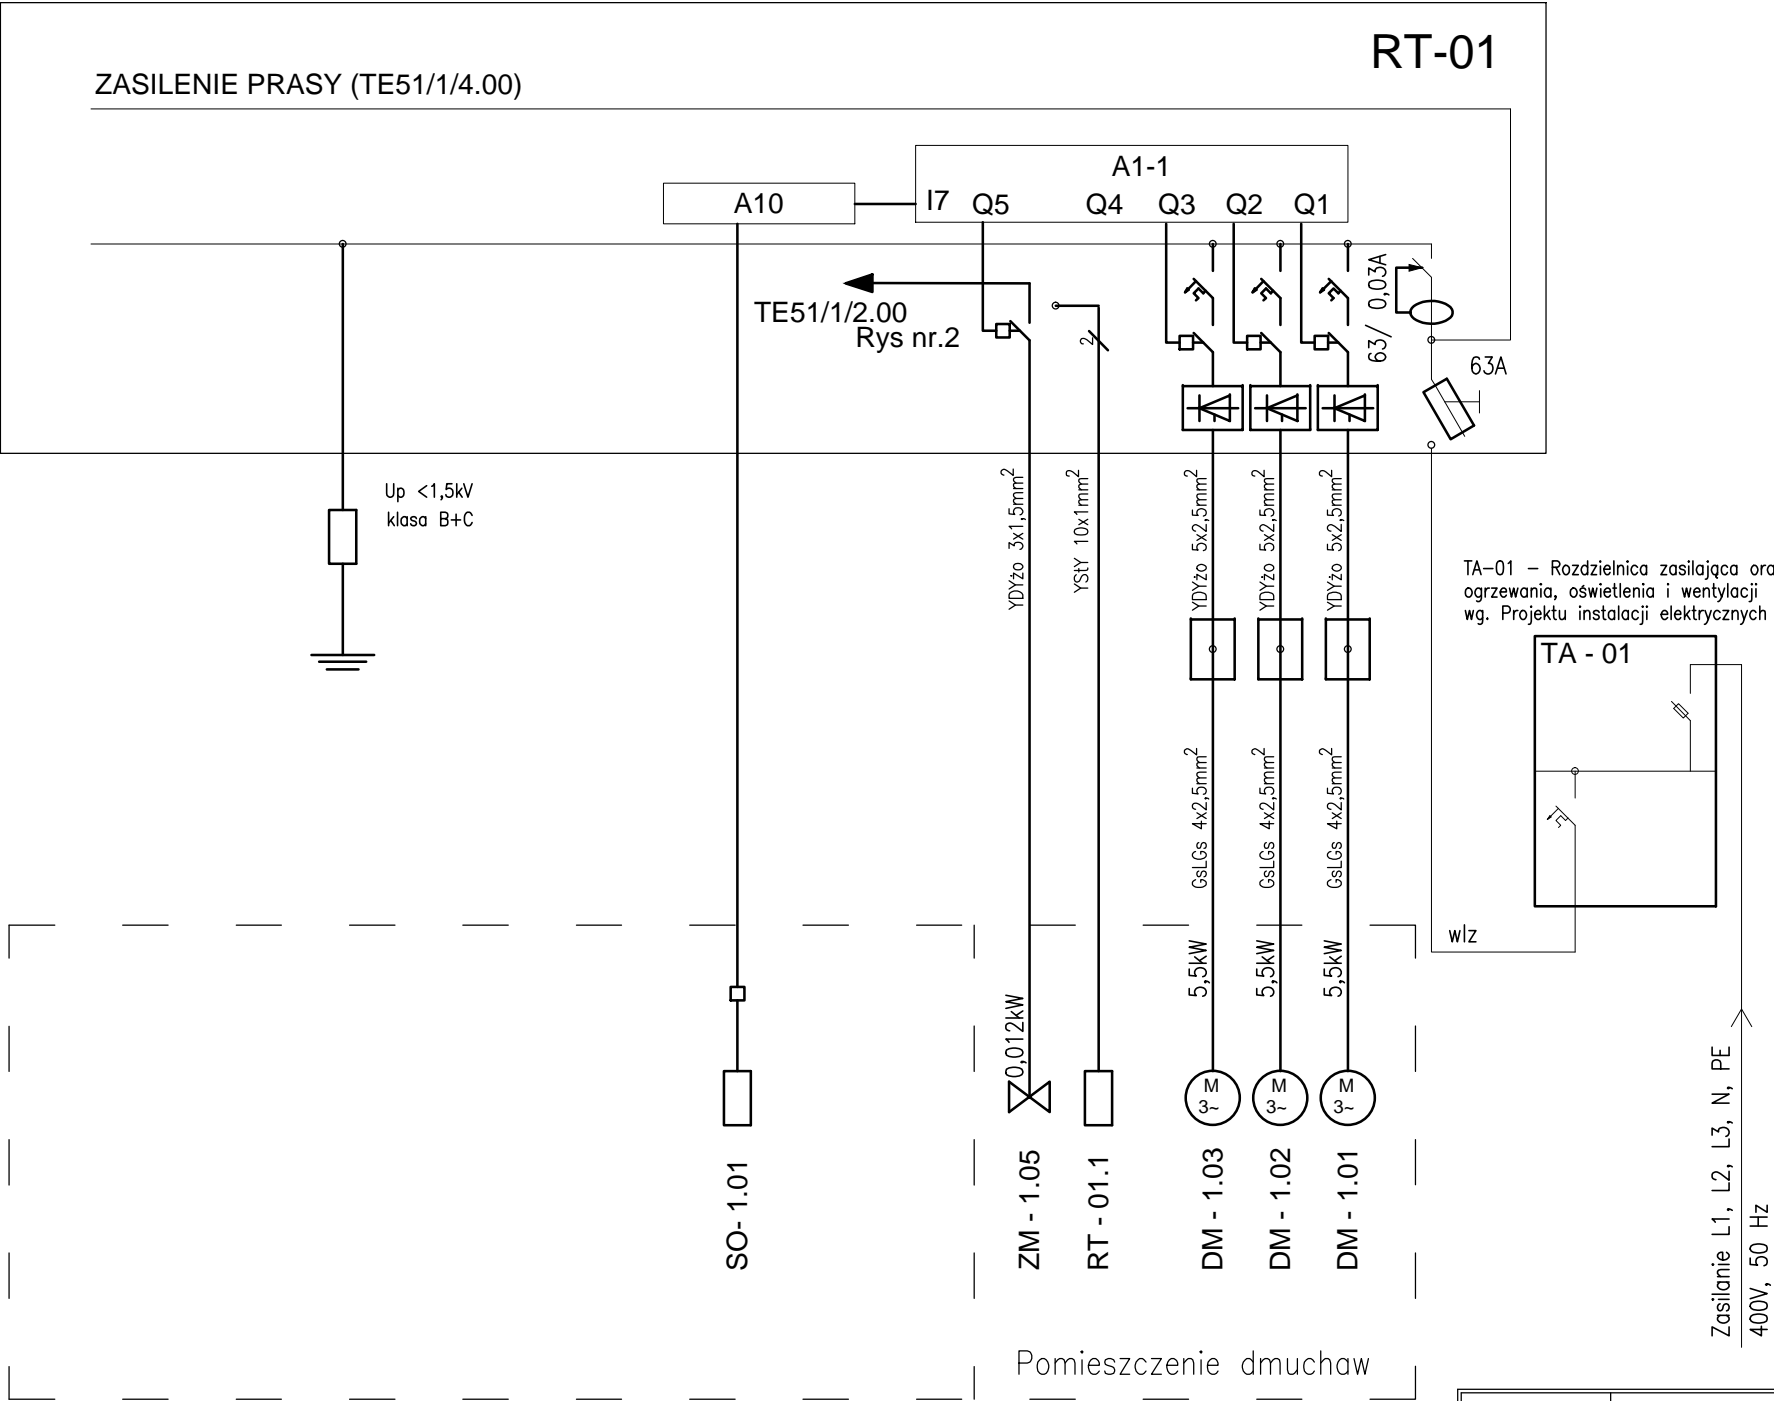 RT-01
ZASILENIE PRASY (TE51/1/4.00)
A1-1
A10
I7
Q5
Q4
Q3
Q2
Q1
TE51/1/2.00
Rys nr.2
2
63/ 0,03A
63A
Up <1,5kV
klasa B+C
YDYżo 3x1,5mm²
YStY 10x1mm²
YDYżo 5x2,5mm²
YDYżo 5x2,5mm²
YDYżo 5x2,5mm²
TA-01 - Rozdzielnica zasilająca ora
ogrzewania, oświetlenia i wentylacji
wg. Projektu instalacji elektrycznych
TA - 01
GsLGs 4x2,5mm²
GsLGs 4x2,5mm²
GsLGs 4x2,5mm²
wlz
0,012kW
5,5kW
5,5kW
5,5kW
M
3~
M
3~
M
3~
SO- 1.01
ZM - 1.05
RT - 01.1
DM - 1.03
DM - 1.02
DM - 1.01
Zasilanie L1, L2, L3, N, PE
400V, 50 Hz
Pomieszczenie dmuchaw